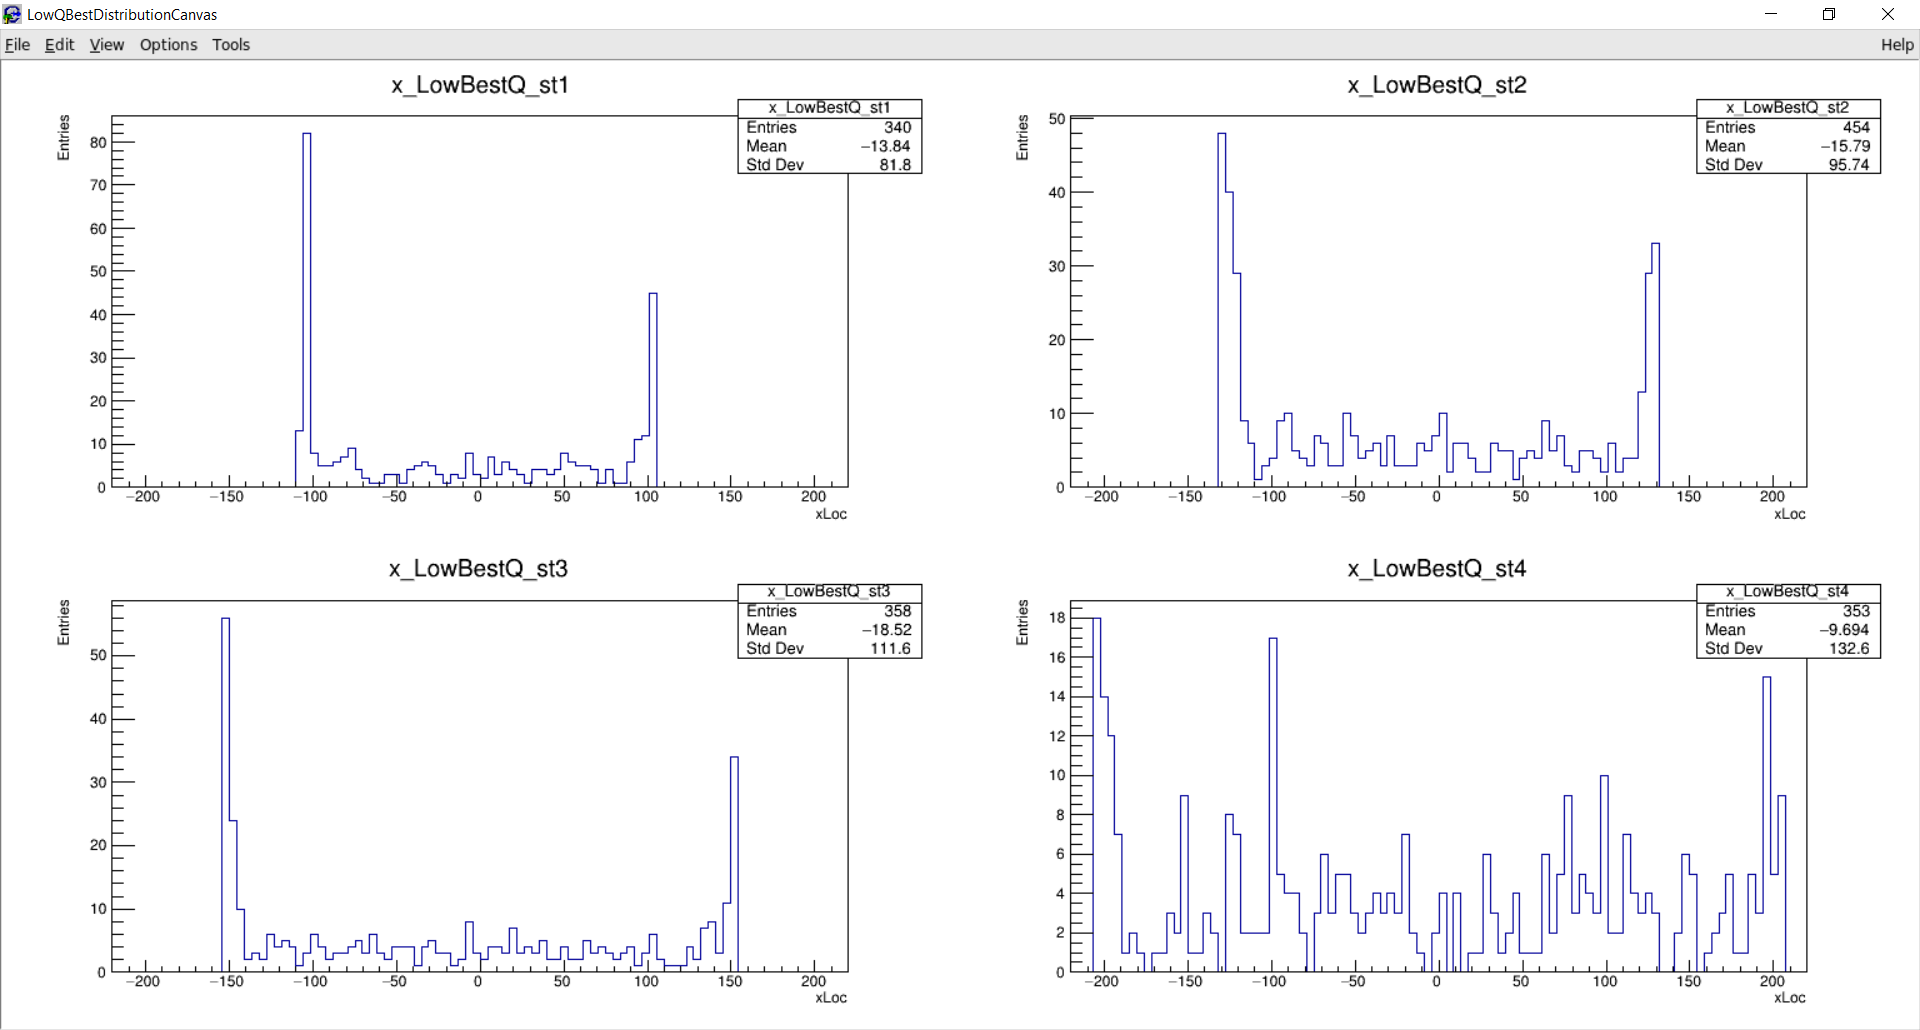 LowQBestDistributionCanvas
File Edit View Options Tools Help
x_LowBestQ_st1
Entries
x_LowBestQ_st1
Entries 340
Mean −13.84
Std Dev 81.8
80
70
60
50
40
30
20
10
0
−200 −150 −100 −50 0 50 100 150 200
xLoc
x_LowBestQ_st2
Entries
x_LowBestQ_st2
Entries 454
Mean −15.79
Std Dev 95.74
50
40
30
20
10
0
−200 −150 −100 −50 0 50 100 150 200
xLoc
x_LowBestQ_st3
Entries
x_LowBestQ_st3
Entries 358
Mean −18.52
Std Dev 111.6
50
40
30
20
10
0
−200 −150 −100 −50 0 50 100 150 200
xLoc
x_LowBestQ_st4
Entries
x_LowBestQ_st4
Entries 353
Mean −9.694
Std Dev 132.6
18
16
14
12
10
8
6
4
2
0
−200 −150 −100 −50 0 50 100 150 200
xLoc